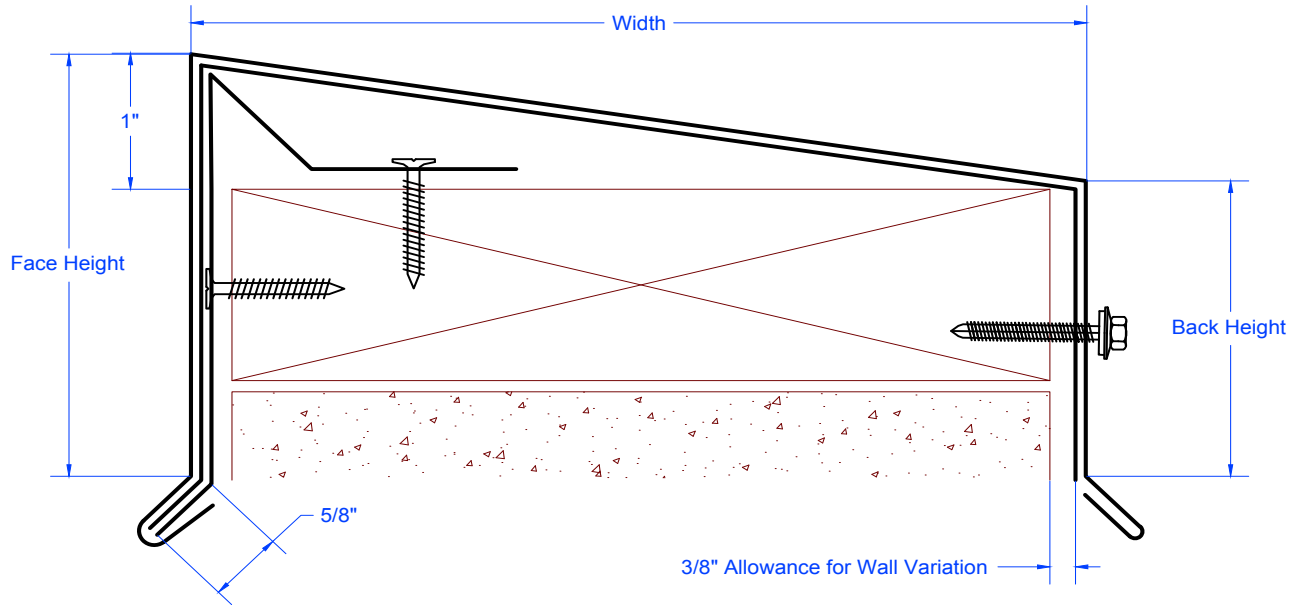 Width
1"
Face Height
Back Height
5/8"
3/8" Allowance for Wall Variation